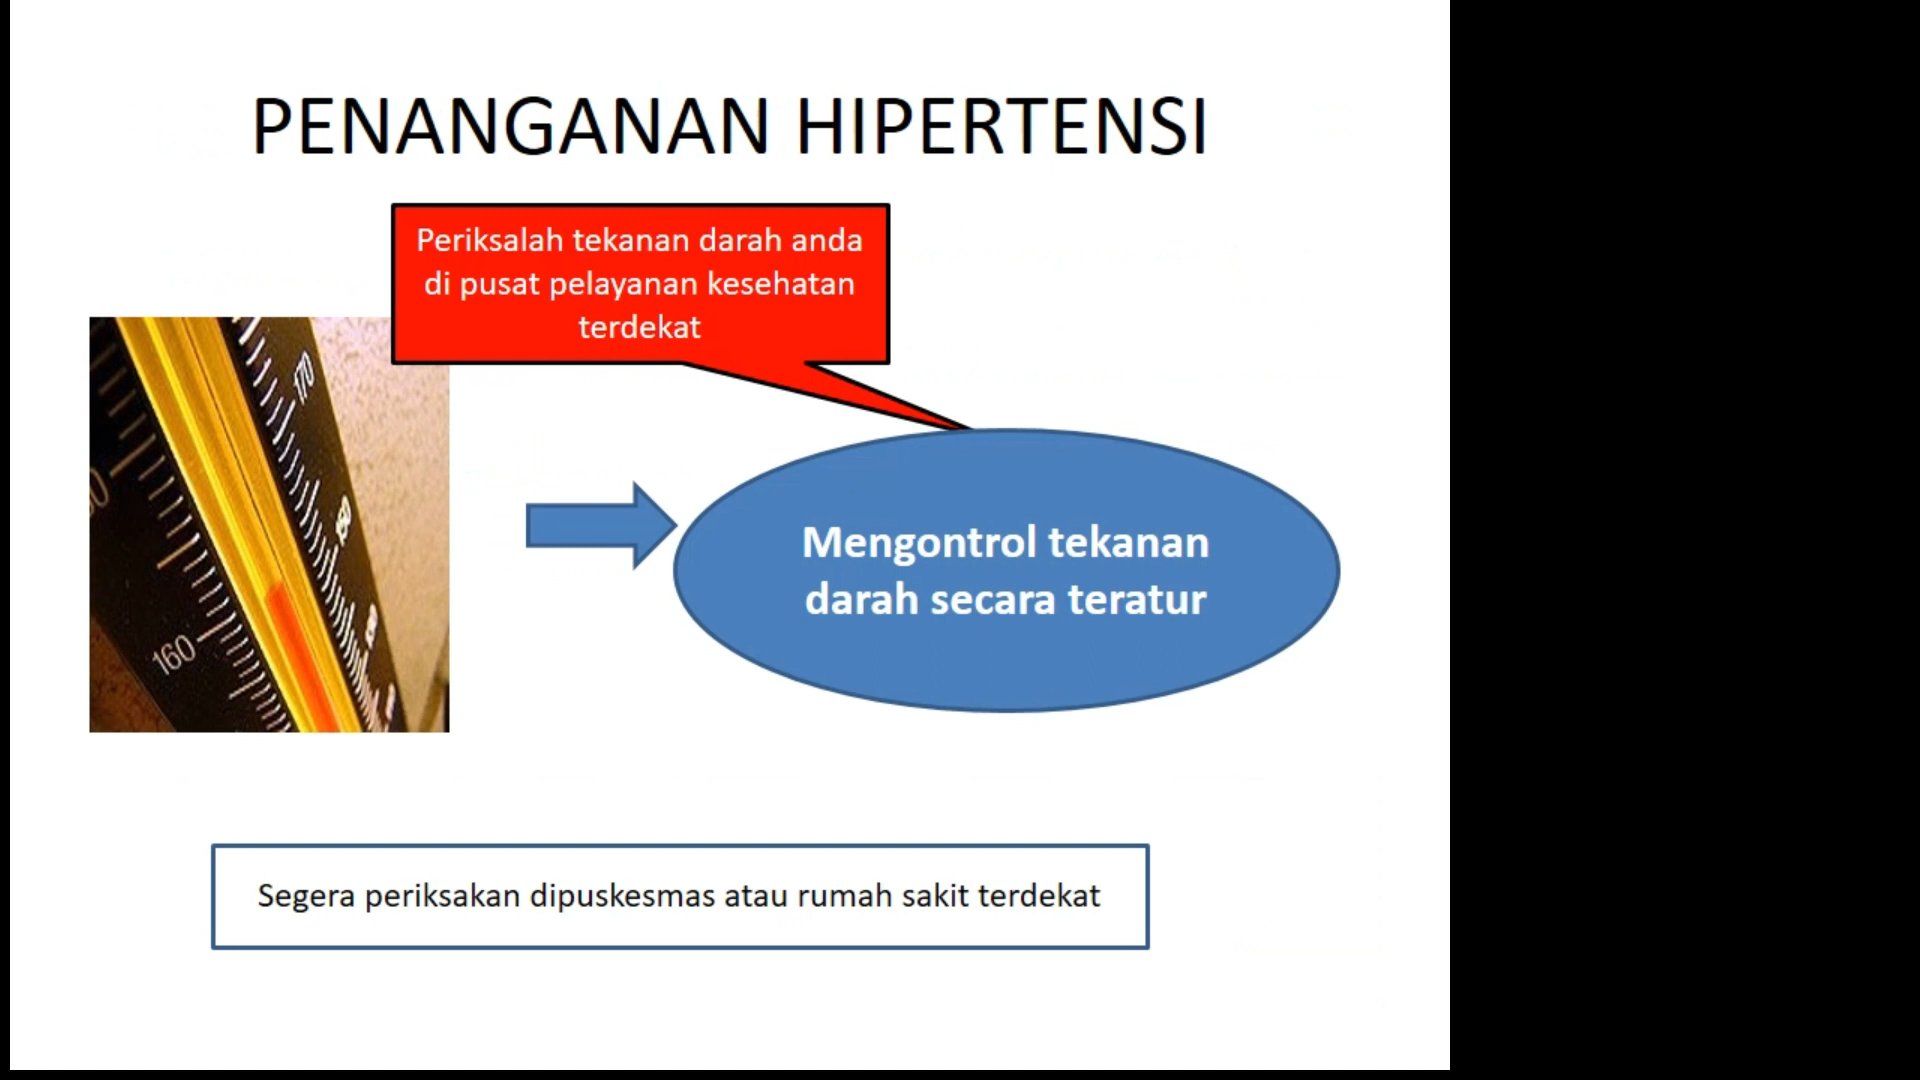 PENANGANAN HIPERTENSI
Periksalah tekanan darah anda
di pusat pelayanan kesehatan
terdekat
170
160
Mengontrol tekanan
darah secara teratur
Segera periksakan dipuskesmas atau rumah sakit terdekat